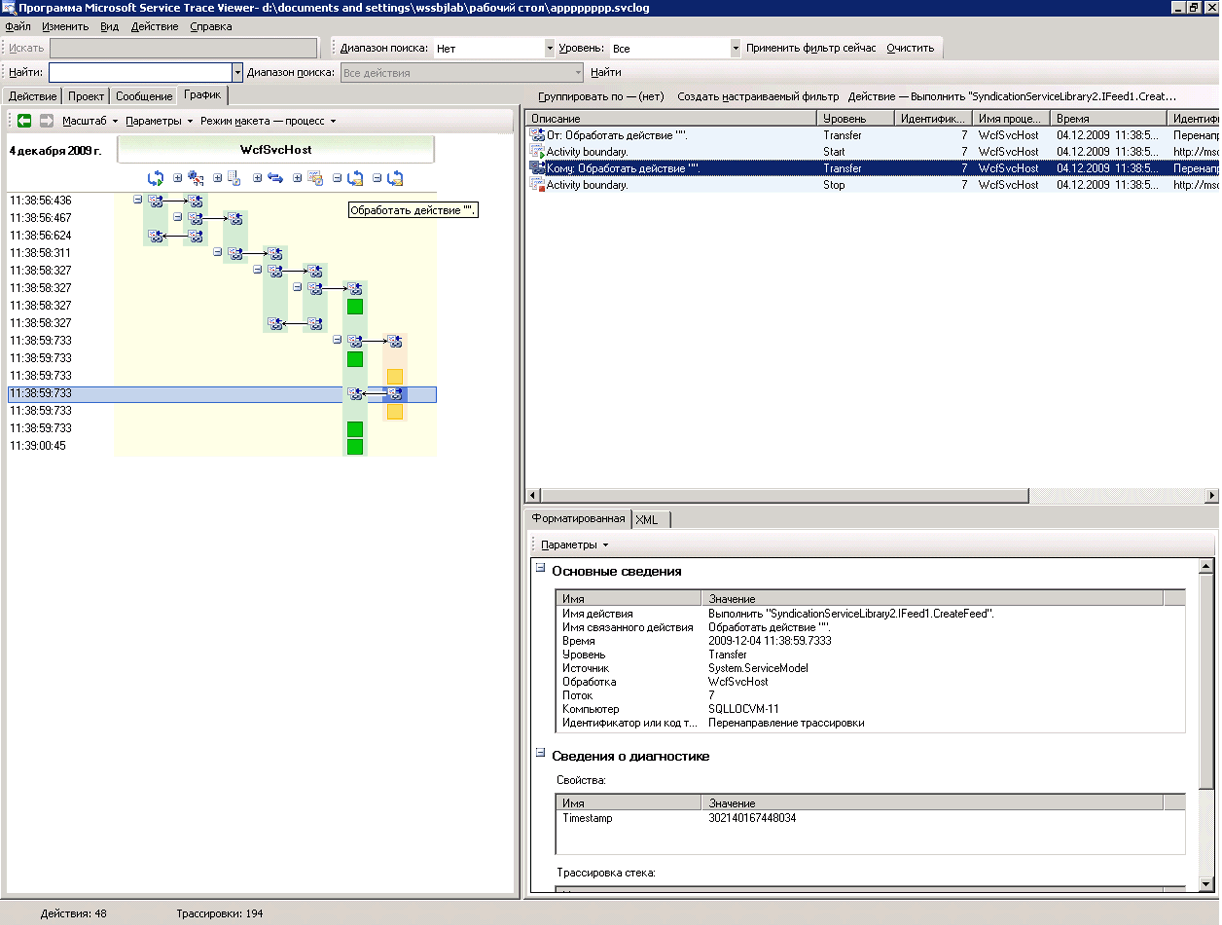 Программа Microsoft Service Trace Viewer- d:\documents and settings\wssbjlab\рабочий стол\apppppppp.svclog
Файл Изменить Вид Действие Справка
Искать Диапазон поиска: Нет Уровень: Все Применить фильтр сейчас Очистить
Найти: Диапазон поиска: Все действия Найти
Действие Проект Сообщение График
Масштаб Параметры Режим макета — процесс
4 декабря 2009 г. WcfSvcHost
11:38:56:436
Обработать действие "".
11:38:56:467
11:38:56:624
11:38:58:311
11:38:58:327
11:38:58:327
11:38:58:327
11:38:58:327
11:38:59:733
11:38:59:733
11:38:59:733
11:38:59:733
11:38:59:733
11:38:59:733
11:39:00:45
Группировать по — (нет) Создать настраиваемый фильтр Действие — Выполнить "SyndicationServiceLibrary2.IFeed1.Creat...
Описание Уровень Идентифик... Имя проце... Время Идентифи
От: Обработать действие "". Transfer 7 WcfSvcHost 04.12.2009 11:38:5... Перенап
Activity boundary. Start 7 WcfSvcHost 04.12.2009 11:38:5... http://msc
Кому: Обработать действие "". Transfer 7 WcfSvcHost 04.12.2009 11:38:5... Перенап
Activity boundary. Stop 7 WcfSvcHost 04.12.2009 11:38:5... http://msc
Форматированная XML
Параметры
Основные сведения
Имя Значение
Имя действия Выполнить "SyndicationServiceLibrary2.IFeed1.CreateFeed".
Имя связанного действия Обработать действие "".
Время 2009-12-04 11:38:59.7333
Уровень Transfer
Источник System.ServiceModel
Обработка WcfSvcHost
Поток 7
Компьютер SQLLOCVM-11
Идентификатор или код т... Перенаправление трассировки
Сведения о диагностике
Свойства:
Имя Значение
Timestamp 302140167448034
Трассировка стека:
Действия: 48 Трассировки: 194